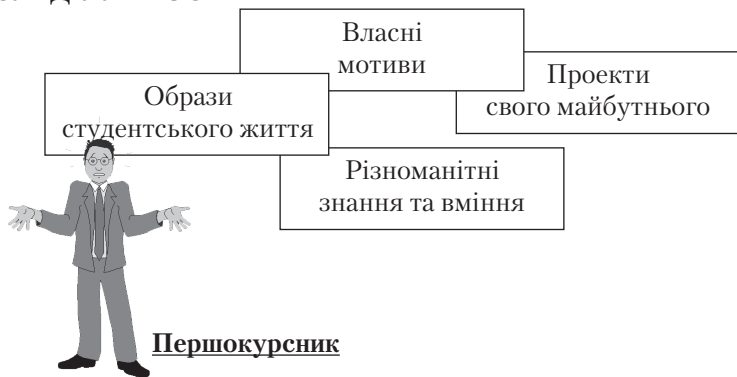 Власні
мотиви
Проекти
свого майбутнього
Образи
студентського життя
Різноманітні
знання та вміння
Першокурсник